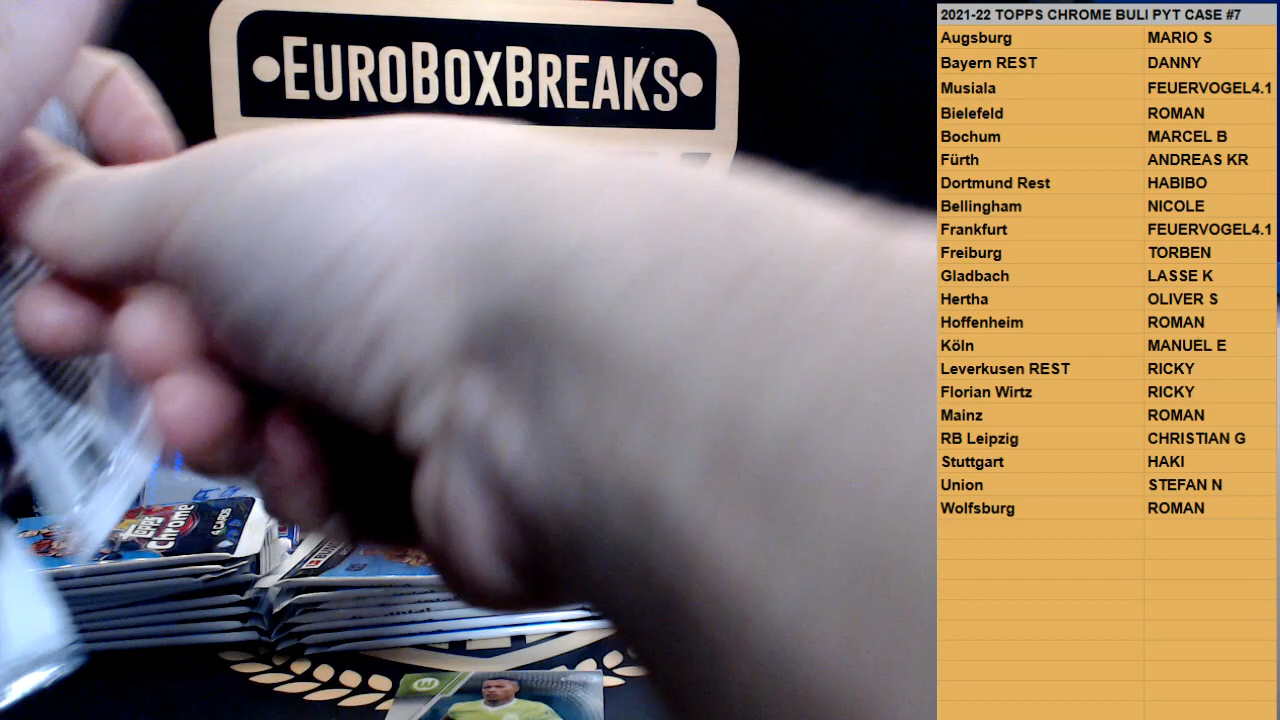 EUROBOXBREAKS
2021-22 TOPPS CHROME BULI PYT CASE #7
Augsburg MARIO S
Bayern REST DANNY
Musiala FEUERVOGEL4.1
Bielefeld ROMAN
Bochum MARCEL B
Fürth ANDREAS KR
Dortmund Rest HABIBO
Bellingham NICOLE
Frankfurt FEUERVOGEL4.1
Freiburg TORBEN
Gladbach LASSE K
Hertha OLIVER S
Hoffenheim ROMAN
Köln MANUEL E
Leverkusen REST RICKY
Florian Wirtz RICKY
Mainz ROMAN
RB Leipzig CHRISTIAN G
Stuttgart HAKI
Union STEFAN N
Wolfsburg ROMAN
Topps
Chrome
4 CARDS